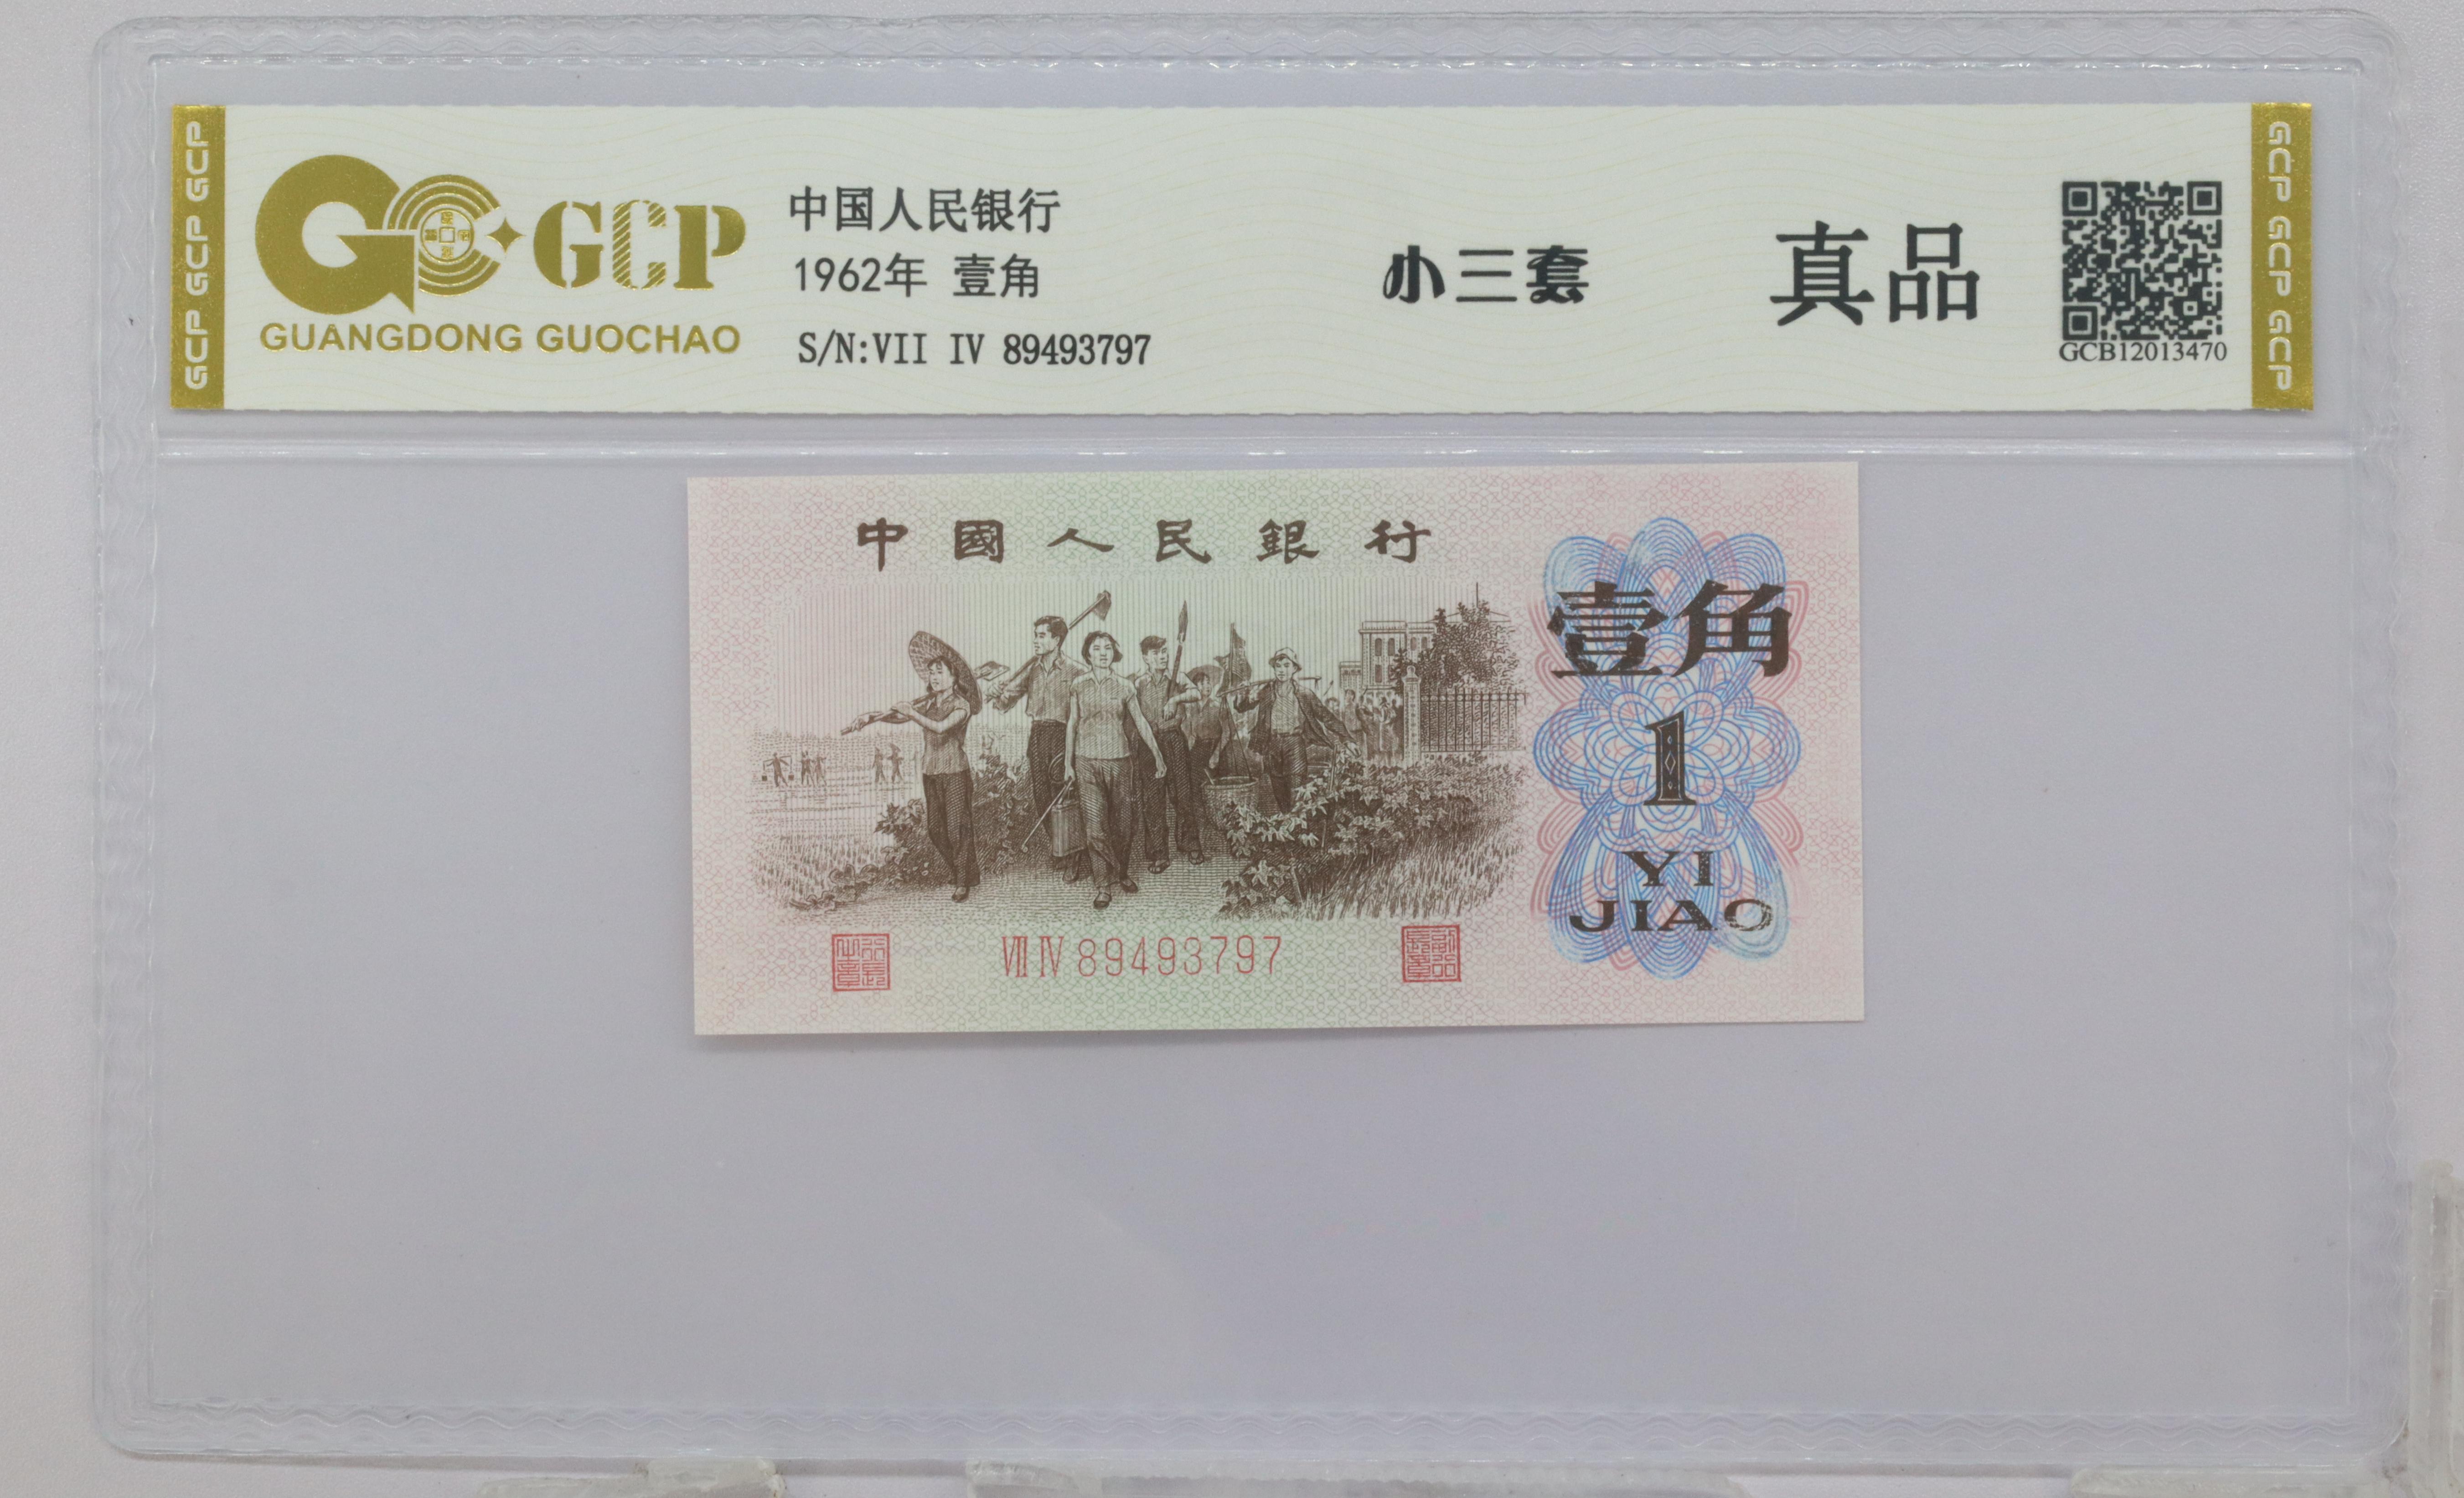 GCP GCP GCP
GCP
GUANGDONG GUOCHAO
中国人民银行
1962年 壹角
S/N:VII IV 89493797
小三套
真品
GCB12013470
GCP GCP GCP
中國人民銀行
壹角
1
YI
JIAO
VII IV 89493797